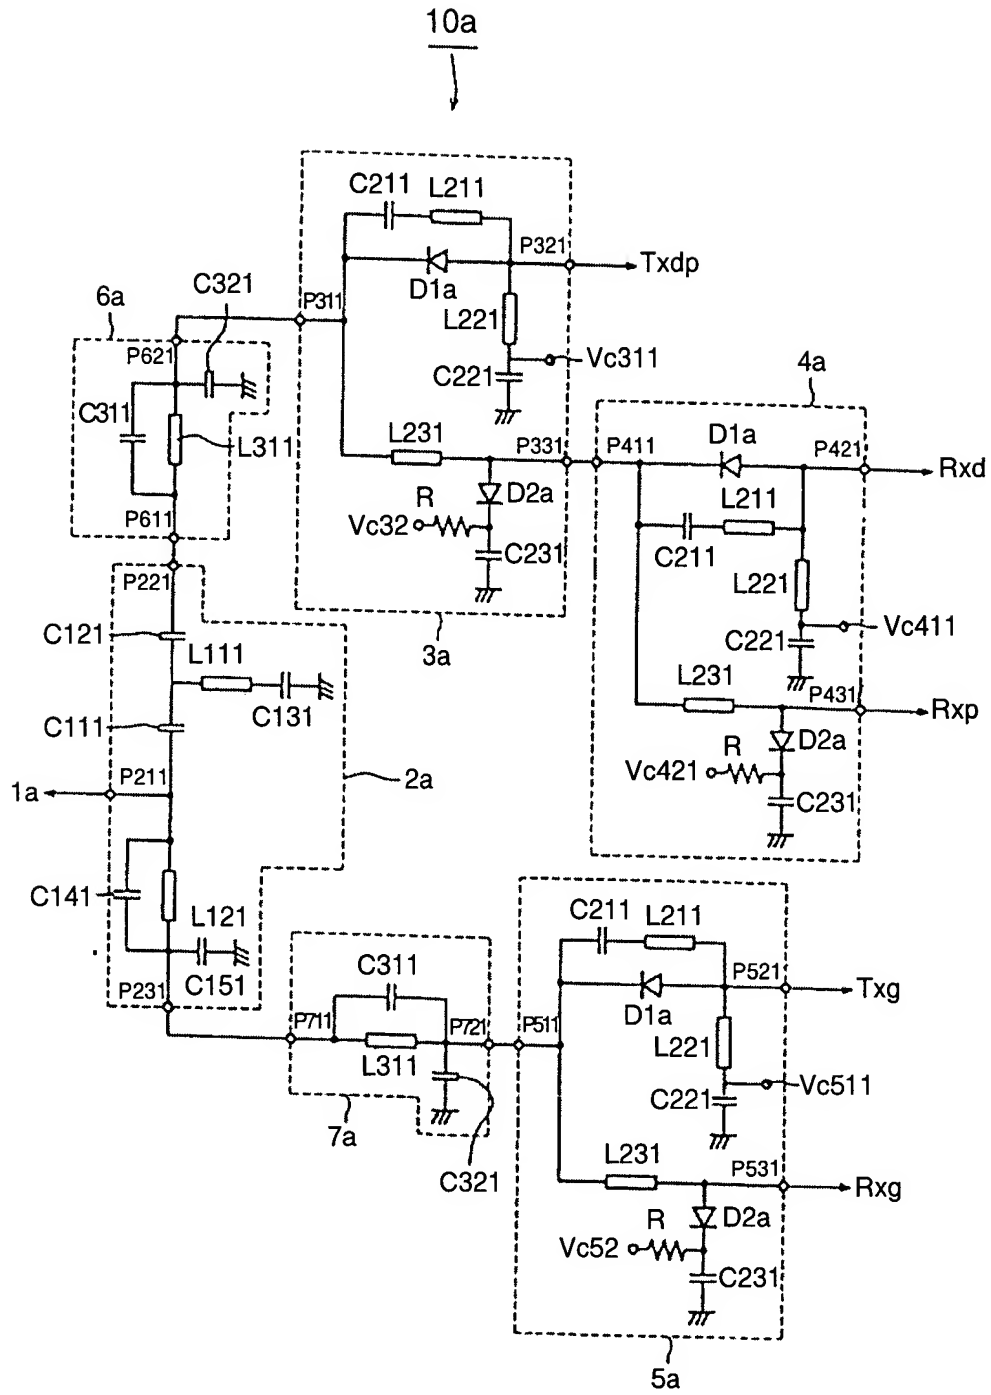 10a
6a
C321
P621
C311
L311
P611
P311
C211
L211
D1a
P321
Txdp
L221
C221
Vc311
L231
P331
R
D2a
Vc32
C231
3a
4a
P411
D1a
P421
Rxd
L211
C211
L221
Vc411
C221
L231
P431
Rxp
R
D2a
Vc421
C231
P221
C121
L111
C131
C111
P211
1a
2a
C141
L121
C151
P231
P711
C311
L311
P721
7a
C321
P511
C211
L211
D1a
P521
Txg
L221
Vc511
C221
L231
P531
Rxg
R
D2a
Vc52
C231
5a